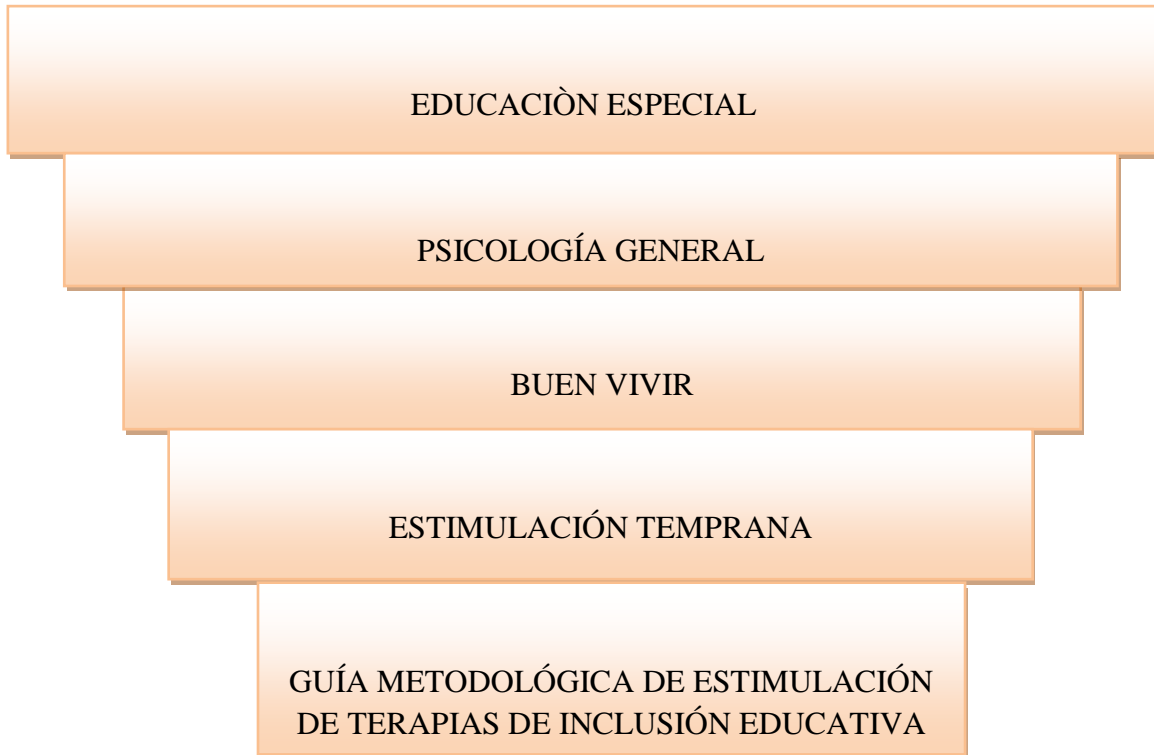 EDUCACIÒN ESPECIAL
PSICOLOGÍA GENERAL
BUEN VIVIR
ESTIMULACIÓN TEMPRANA
GUÍA METODOLÓGICA DE ESTIMULACIÓN
DE TERAPIAS DE INCLUSIÓN EDUCATIVA